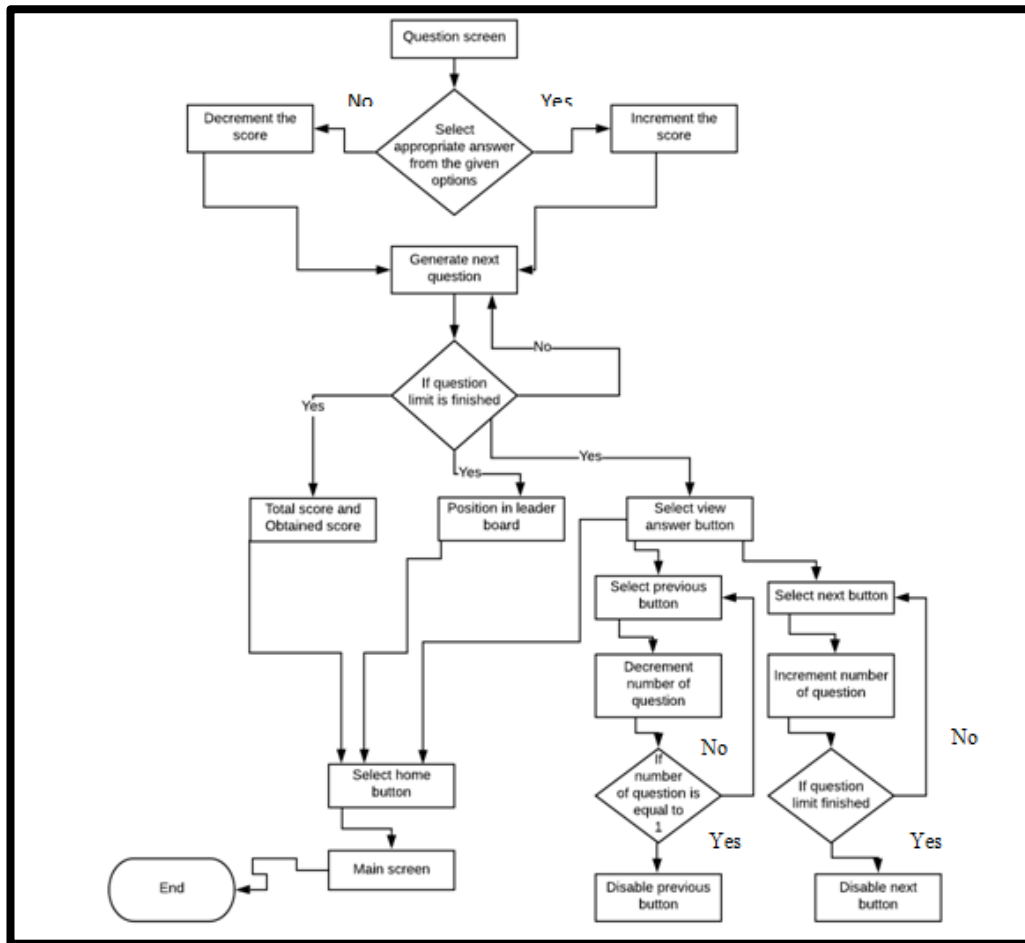 Question screen
No
Yes
Decrement the
score
Select
appropriate answer
from the given
options
Increment the
score
Generate next
question
No
If question
limit is finished
Yes
Yes
Yes
Total score and
Obtained score
Position in leader
board
Select view
answer button
Select previous
button
Select next button
Decrement
number of
question
Increment number
of question
No
No
Select home
button
If
number
of question is
equal to
1
If question
limit finished
Yes
Yes
Main screen
End
Disable previous
button
Disable next
button